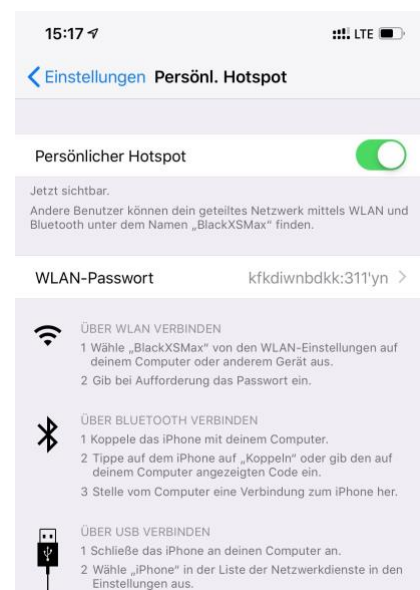 15:17 LTE
Einstellungen Persönl. Hotspot
Persönlicher Hotspot
Jetzt sichtbar.
Andere Benutzer können dein geteiltes Netzwerk mittels WLAN und
Bluetooth unter dem Namen „BlackXSMax“ finden.
WLAN-Passwort kfkdiwnbdkk:311'yn
ÜBER WLAN VERBINDEN
1 Wähle „BlackXSMax“ von den WLAN-Einstellungen auf
deinem Computer oder anderem Gerät aus.
2 Gib bei Aufforderung das Passwort ein.
ÜBER BLUETOOTH VERBINDEN
1 Koppele das iPhone mit deinem Computer.
2 Tippe auf dem iPhone auf „Koppeln“ oder gib den auf
deinem Computer angezeigten Code ein.
3 Stelle vom Computer eine Verbindung zum iPhone her.
ÜBER USB VERBINDEN
1 Schließe das iPhone an deinen Computer an.
2 Wähle „iPhone“ in der Liste der Netzwerkdienste in den
Einstellungen aus.